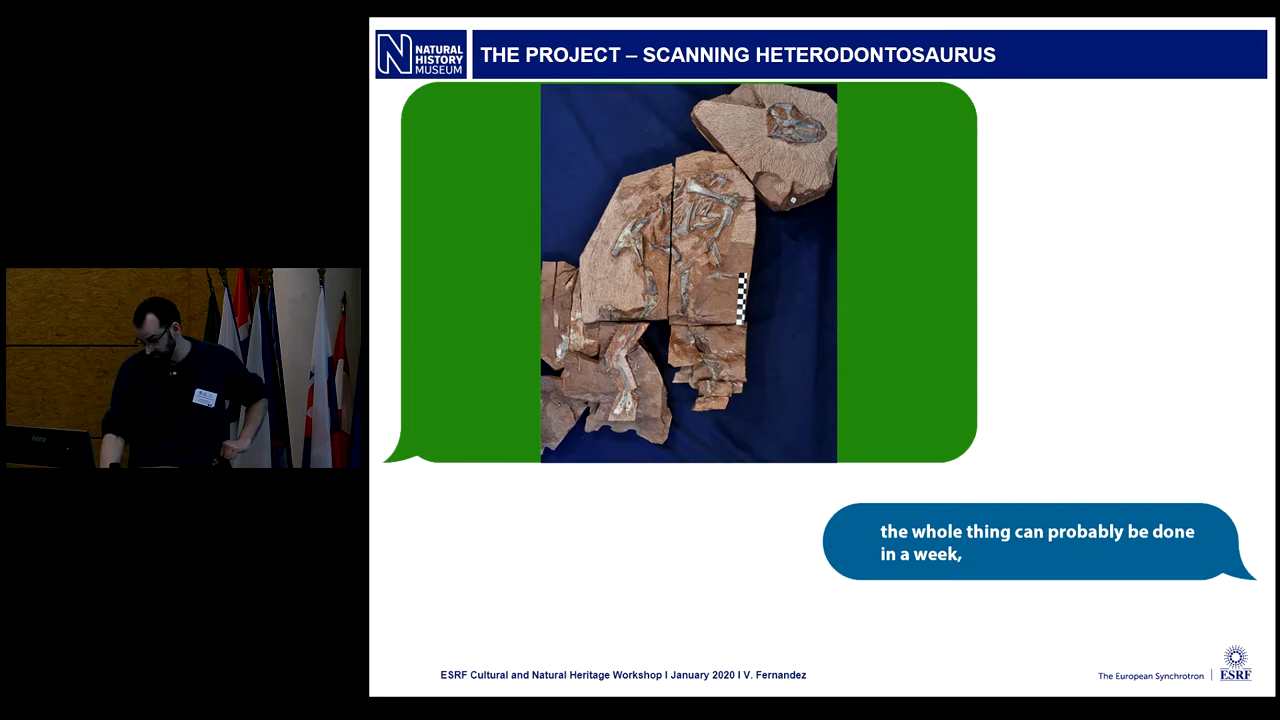 NATURAL
HISTORY
MUSEUM
THE PROJECT – SCANNING HETERODONTOSAURUS
the whole thing can probably be done
in a week,
ESRF Cultural and Natural Heritage Workshop I January 2020 I V. Fernandez
The European Synchrotron
ESRF